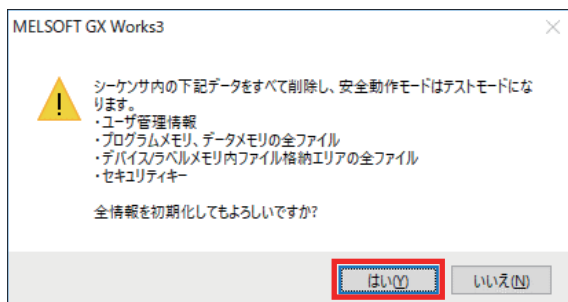 MELSOFT GX Works3
シーケンサ内の下記データをすべて削除し、安全動作モードはテストモードにな
ります。
・ユーザ管理情報
・プログラムメモリ、データメモリの全ファイル
・デバイス/ラベルメモリ内ファイル格納エリアの全ファイル
・セキュリティキー
全情報を初期化してもよろしいですか?
はい(Y) いいえ(N)